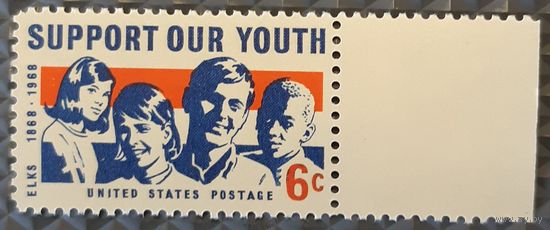 SUPPORT OUR YOUTH
ELKS 1868 · 1968
UNITED STATES POSTAGE
6c